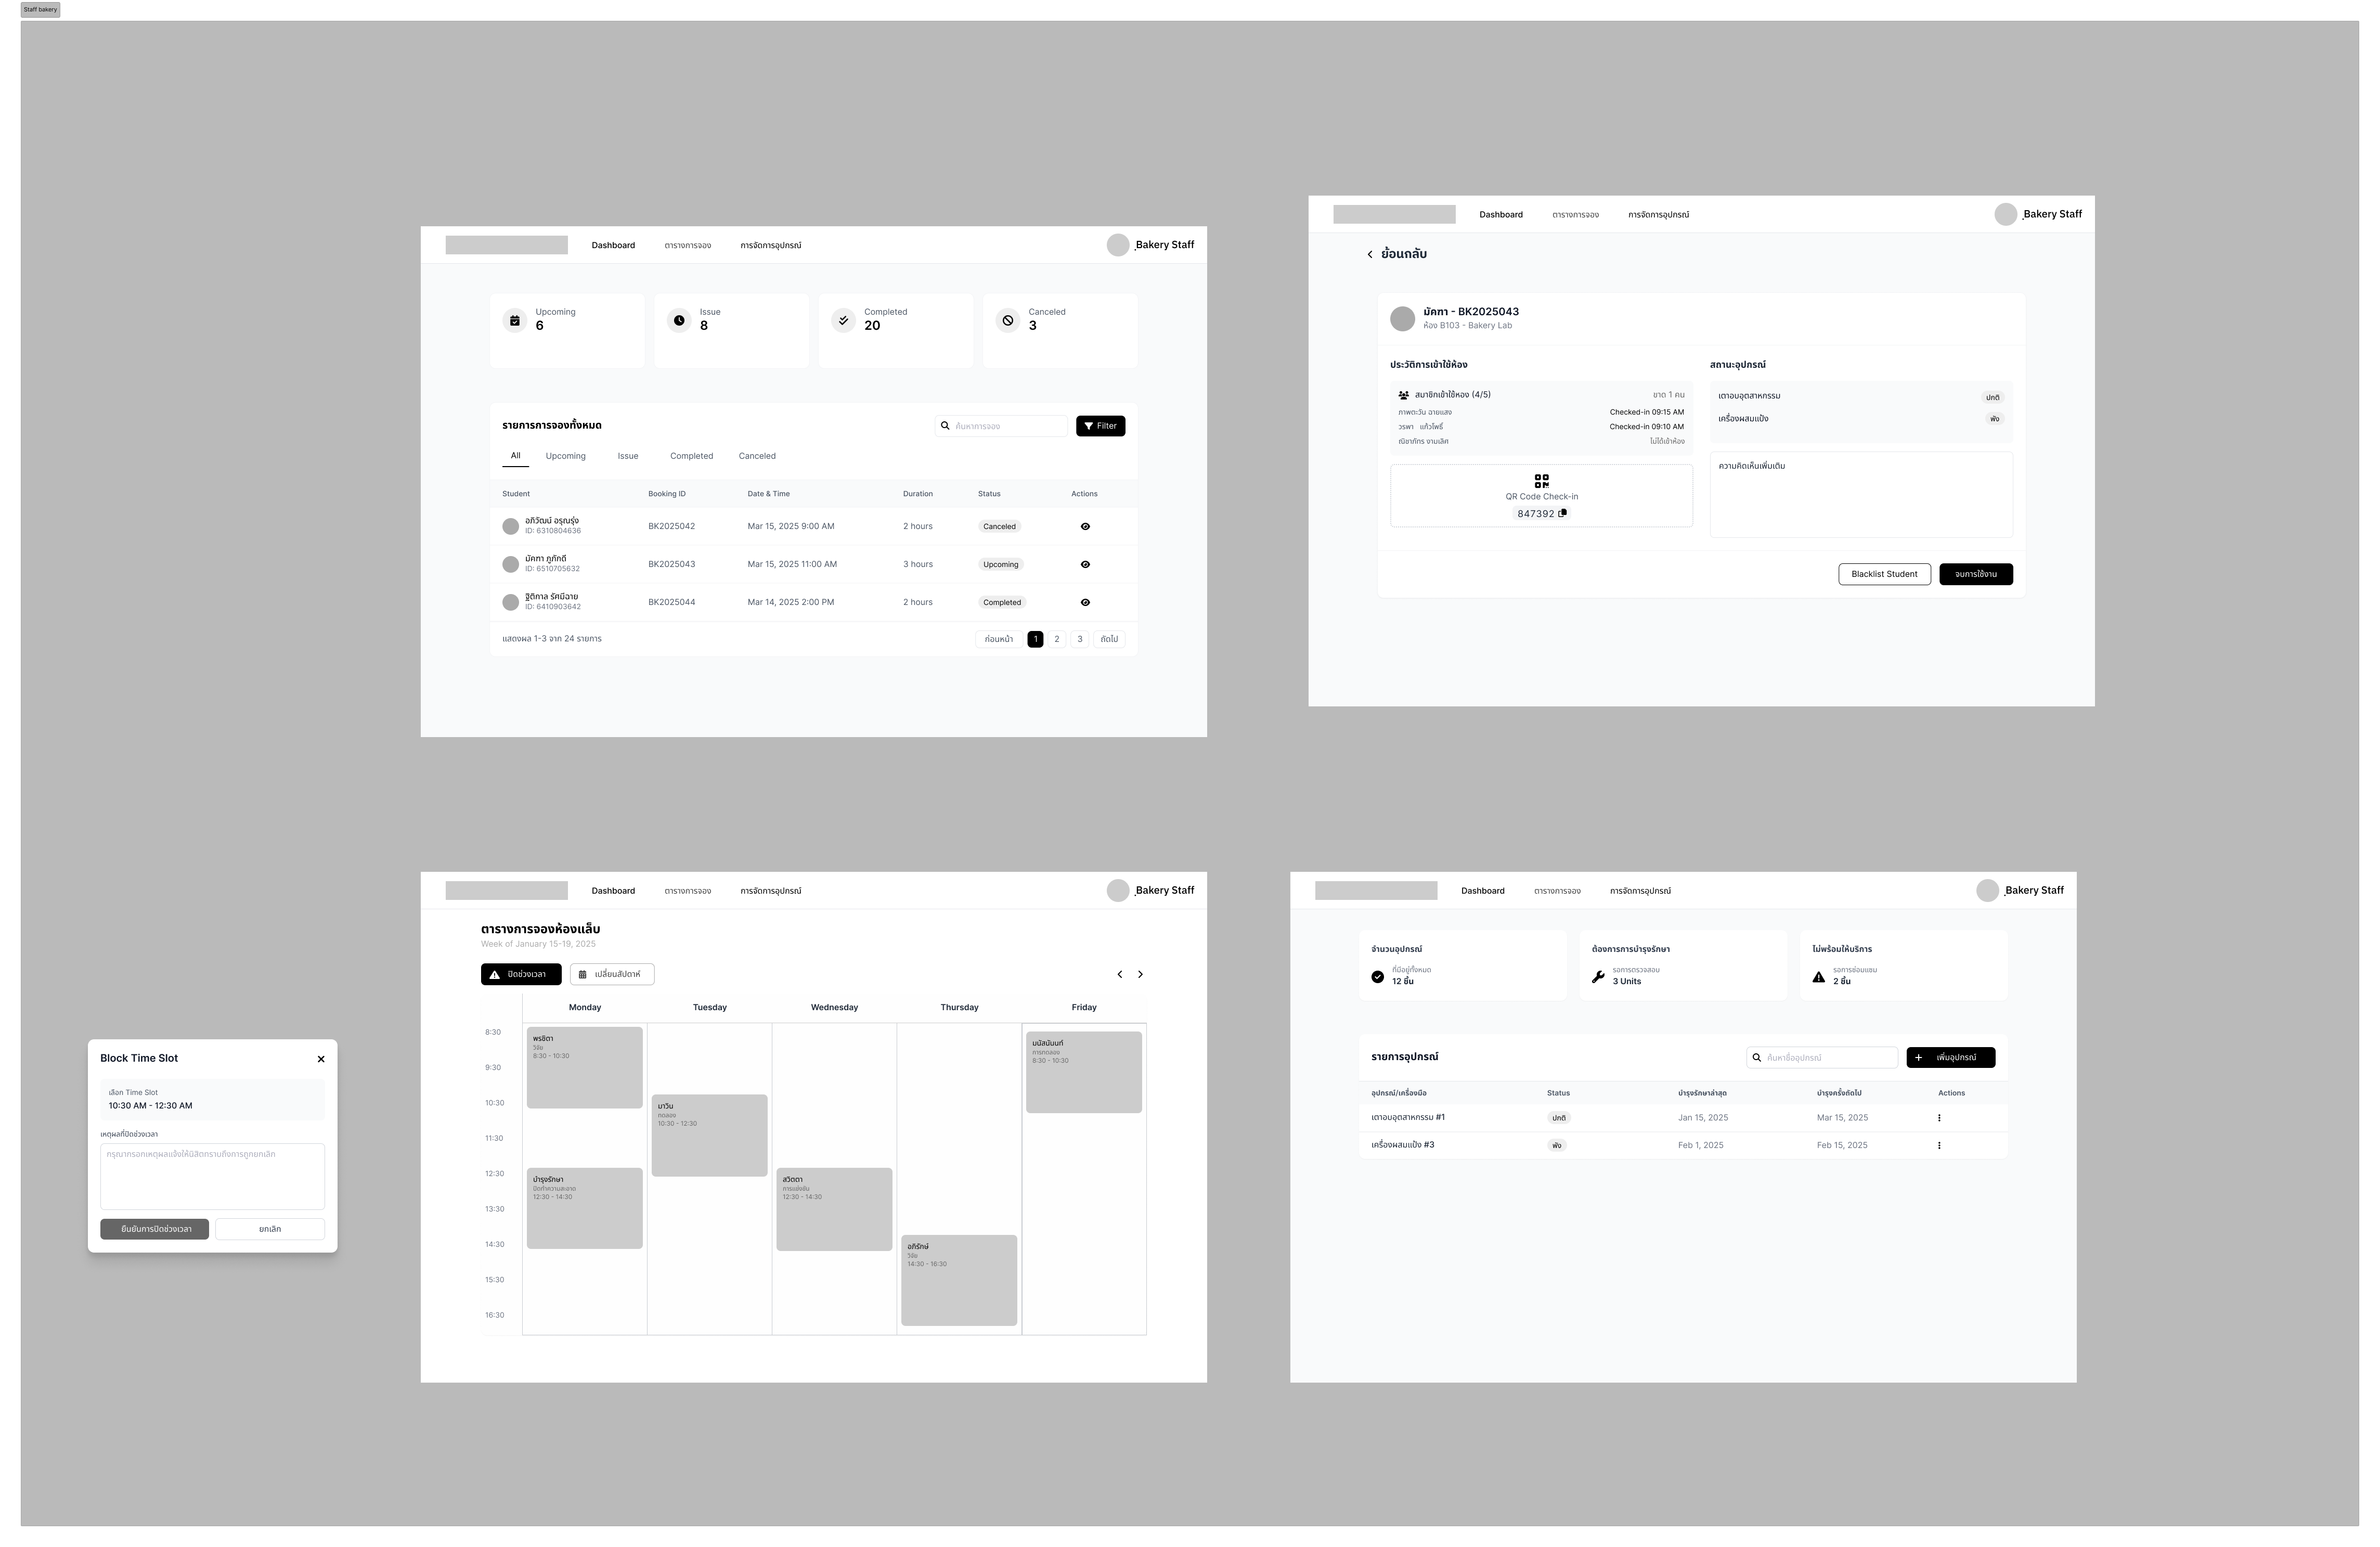 Staff bakery
Dashboard ตารางการจอง การจัดการอุปกรณ์ Bakery Staff
Upcoming
6
Issue
8
Completed
20
Canceled
3
รายการการจองทั้งหมด ค้นหาการจอง Filter
All Upcoming Issue Completed Canceled
Student Booking ID Date & Time Duration Status Actions
อภิวัฒน์ อรุณรุ่ง
ID: 6310804636
BK2025042 Mar 15, 2025 9:00 AM 2 hours Canceled
มัคฑา ภูภักดี
ID: 6510705632
BK2025043 Mar 15, 2025 11:00 AM 3 hours Upcoming
ฐิติกาล รัศมีฉาย
ID: 6410903642
BK2025044 Mar 14, 2025 2:00 PM 2 hours Completed
แสดงผล 1-3 จาก 24 รายการ ก่อนหน้า 1 2 3 ถัดไป
Dashboard ตารางการจอง การจัดการอุปกรณ์ Bakery Staff
ย้อนกลับ
มัคฑา - BK2025043
ห้อง B103 - Bakery Lab
ประวัติการเข้าใช้ห้อง
สมาชิกเข้าใช้ห้อง (4/5) ขาด 1 คน
ภาพตะวัน ฉายแสง Checked-in 09:15 AM
วรพา แก้วโพธิ์ Checked-in 09:10 AM
ณิชาภัทร งามเลิศ ไม่ได้เข้าห้อง
QR Code Check-in
847392
สถานะอุปกรณ์
เตาอบอุตสาหกรรม ปกติ
เครื่องผสมแป้ง พัง
ความคิดเห็นเพิ่มเติม
Blacklist Student จบการใช้งาน
Block Time Slot
เลือก Time Slot
10:30 AM - 12:30 AM
เหตุผลที่ปิดช่วงเวลา
กรุณากรอกเหตุผลแจ้งให้นิสิตทราบถึงการถูกยกเลิก
ยืนยันการปิดช่วงเวลา ยกเลิก
Dashboard ตารางการจอง การจัดการอุปกรณ์ Bakery Staff
ตารางการจองห้องแล็บ
Week of January 15-19, 2025
ปิดช่วงเวลา เปลี่ยนสัปดาห์
Monday Tuesday Wednesday Thursday Friday
8:30
9:30
10:30
11:30
12:30
13:30
14:30
15:30
16:30
พรชิตา
วิจัย
8:30 - 10:30
บำรุงรักษา
ปิดทำความสะอาด
12:30 - 14:30
นาวิน
ทดลอง
10:30 - 12:30
สวิตตา
การแข่งขัน
12:30 - 14:30
อภิรักษ์
วิจัย
14:30 - 16:30
มนัสนันท์
การทดลอง
8:30 - 10:30
Dashboard ตารางการจอง การจัดการอุปกรณ์ Bakery Staff
จำนวนอุปกรณ์
ที่มีอยู่ทั้งหมด
12 ชิ้น
ต้องการการบำรุงรักษา
รอการตรวจสอบ
3 Units
ไม่พร้อมให้บริการ
รอการซ่อมแซม
2 ชิ้น
รายการอุปกรณ์ ค้นหาชื่ออุปกรณ์ เพิ่มอุปกรณ์
อุปกรณ์/เครื่องมือ Status บำรุงรักษาล่าสุด บำรุงครั้งถัดไป Actions
เตาอบอุตสาหกรรม #1 ปกติ Jan 15, 2025 Mar 15, 2025
เครื่องผสมแป้ง #3 พัง Feb 1, 2025 Feb 15, 2025